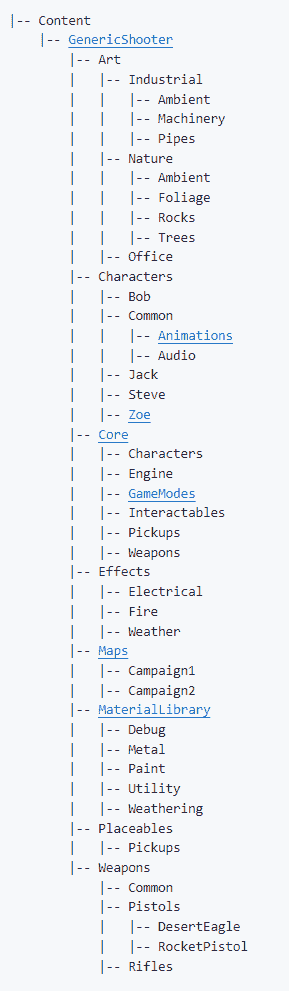 |-- Content
    |-- GenericShooter
        |-- Art
        |   |-- Industrial
        |   |   |-- Ambient
        |   |   |-- Machinery
        |   |   |-- Pipes
        |   |-- Nature
        |   |   |-- Ambient
        |   |   |-- Foliage
        |   |   |-- Rocks
        |   |   |-- Trees
        |   |-- Office
        |-- Characters
        |   |-- Bob
        |   |-- Common
        |   |   |-- Animations
        |   |   |-- Audio
        |   |-- Jack
        |   |-- Steve
        |   |-- Zoe
        |-- Core
        |   |-- Characters
        |   |-- Engine
        |   |-- GameModes
        |   |-- Interactables
        |   |-- Pickups
        |   |-- Weapons
        |-- Effects
        |   |-- Electrical
        |   |-- Fire
        |   |-- Weather
        |-- Maps
        |   |-- Campaign1
        |   |-- Campaign2
        |-- MaterialLibrary
        |   |-- Debug
        |   |-- Metal
        |   |-- Paint
        |   |-- Utility
        |   |-- Weathering
        |-- Placeables
        |   |-- Pickups
        |-- Weapons
            |-- Common
            |-- Pistols
            |   |-- DesertEagle
            |   |-- RocketPistol
            |-- Rifles